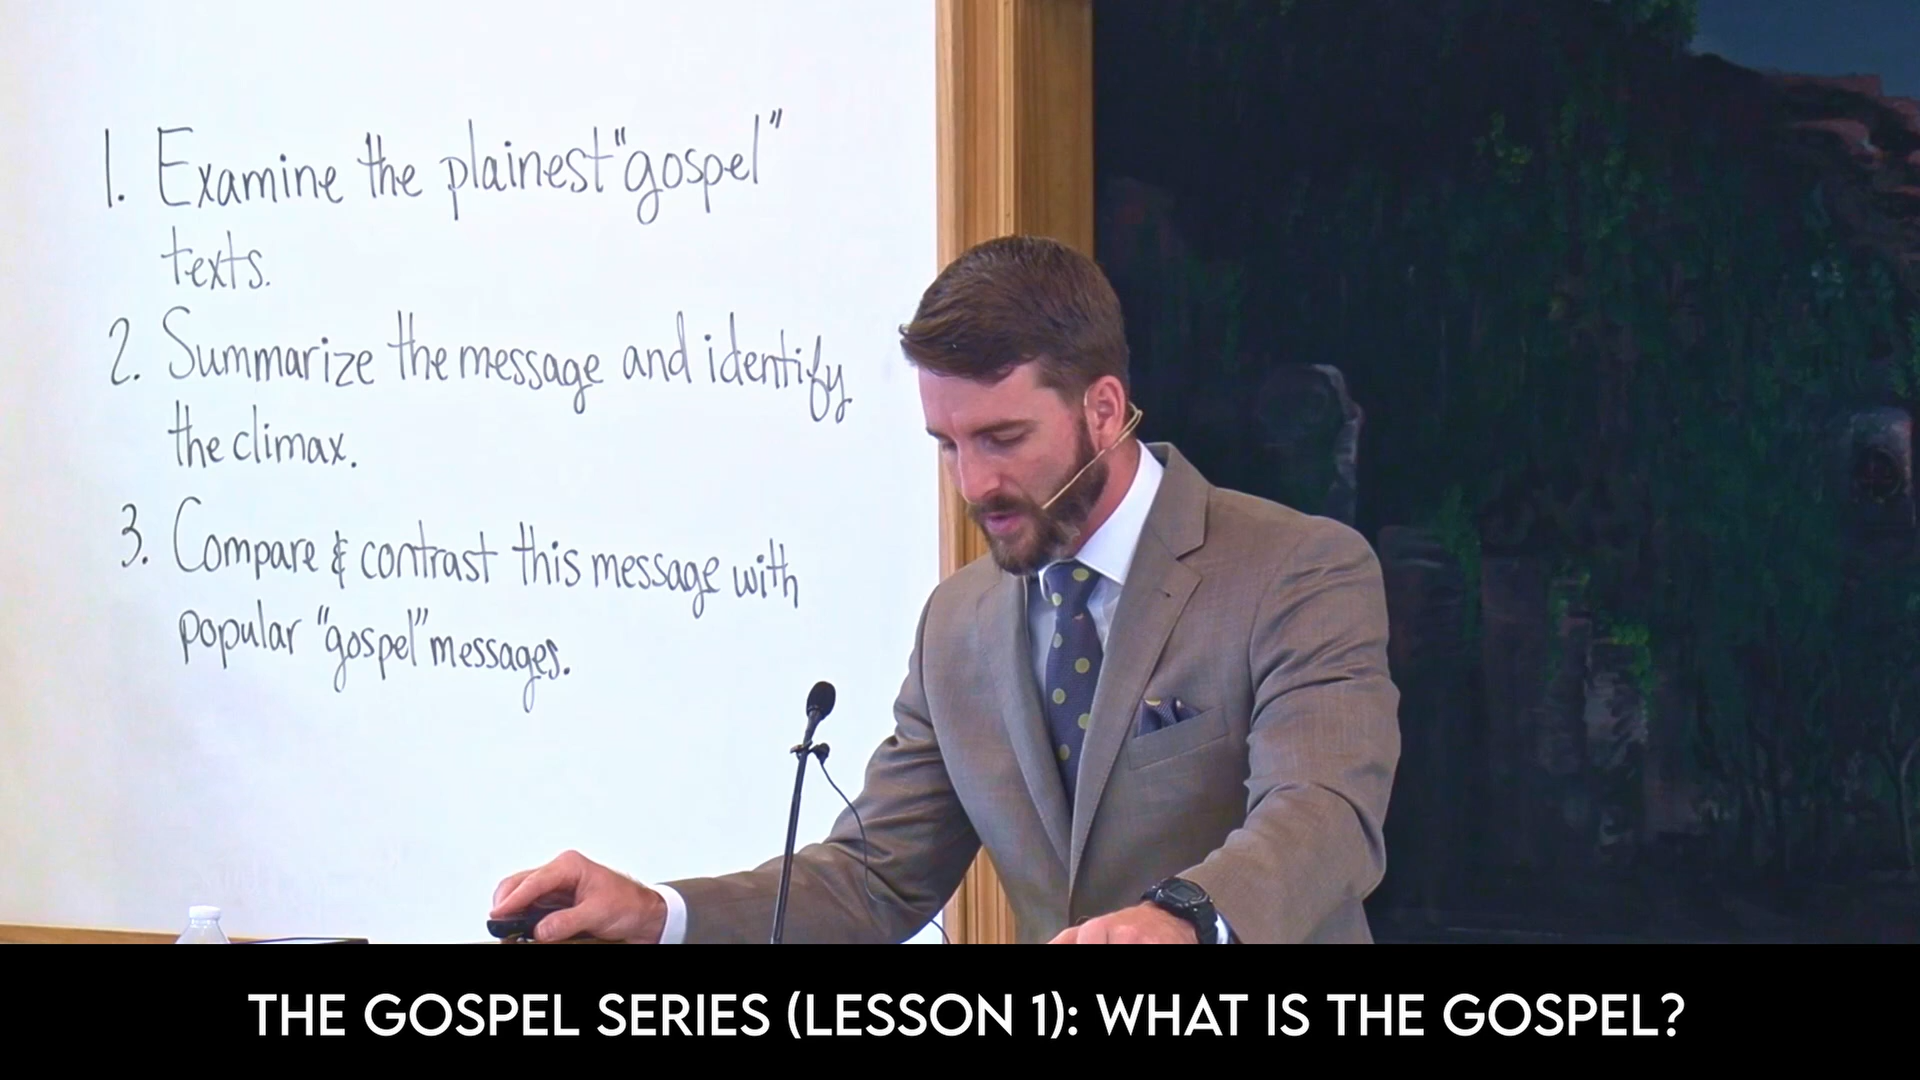 1. Examine the plainest "gospel"
texts.
2. Summarize the message and identify
the climax.
3. Compare & contrast this message with
popular "gospel" messages.
THE GOSPEL SERIES (LESSON 1): WHAT IS THE GOSPEL?